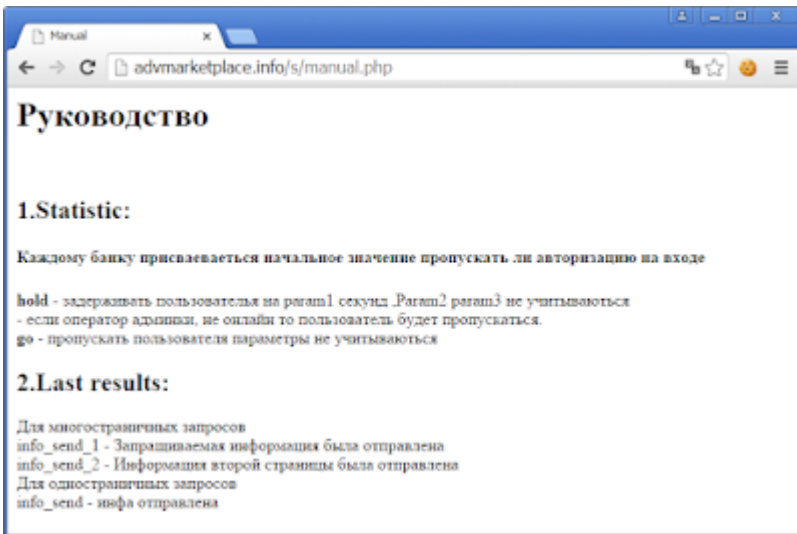 Manual
advmarketplace.info/s/manual.php
Руководство
1.Statistic:
Каждому банку присваеваеться начальное значение пропускать ли авторизацию на входе
hold - задерживать пользователья на param1 секунд .Param2 param3 не учитываються
- если оператор админки, не онлайн то пользователь будет пропускаться.
go - пропускать пользователя параметры не учитываються
2.Last results:
Для многостраничных запросов
info_send_1 - Запращиваемая информация была отправлена
info_send_2 - Информация второй страницы была отправлена
Для одностраничных запросов
info_send - инфа отправлена